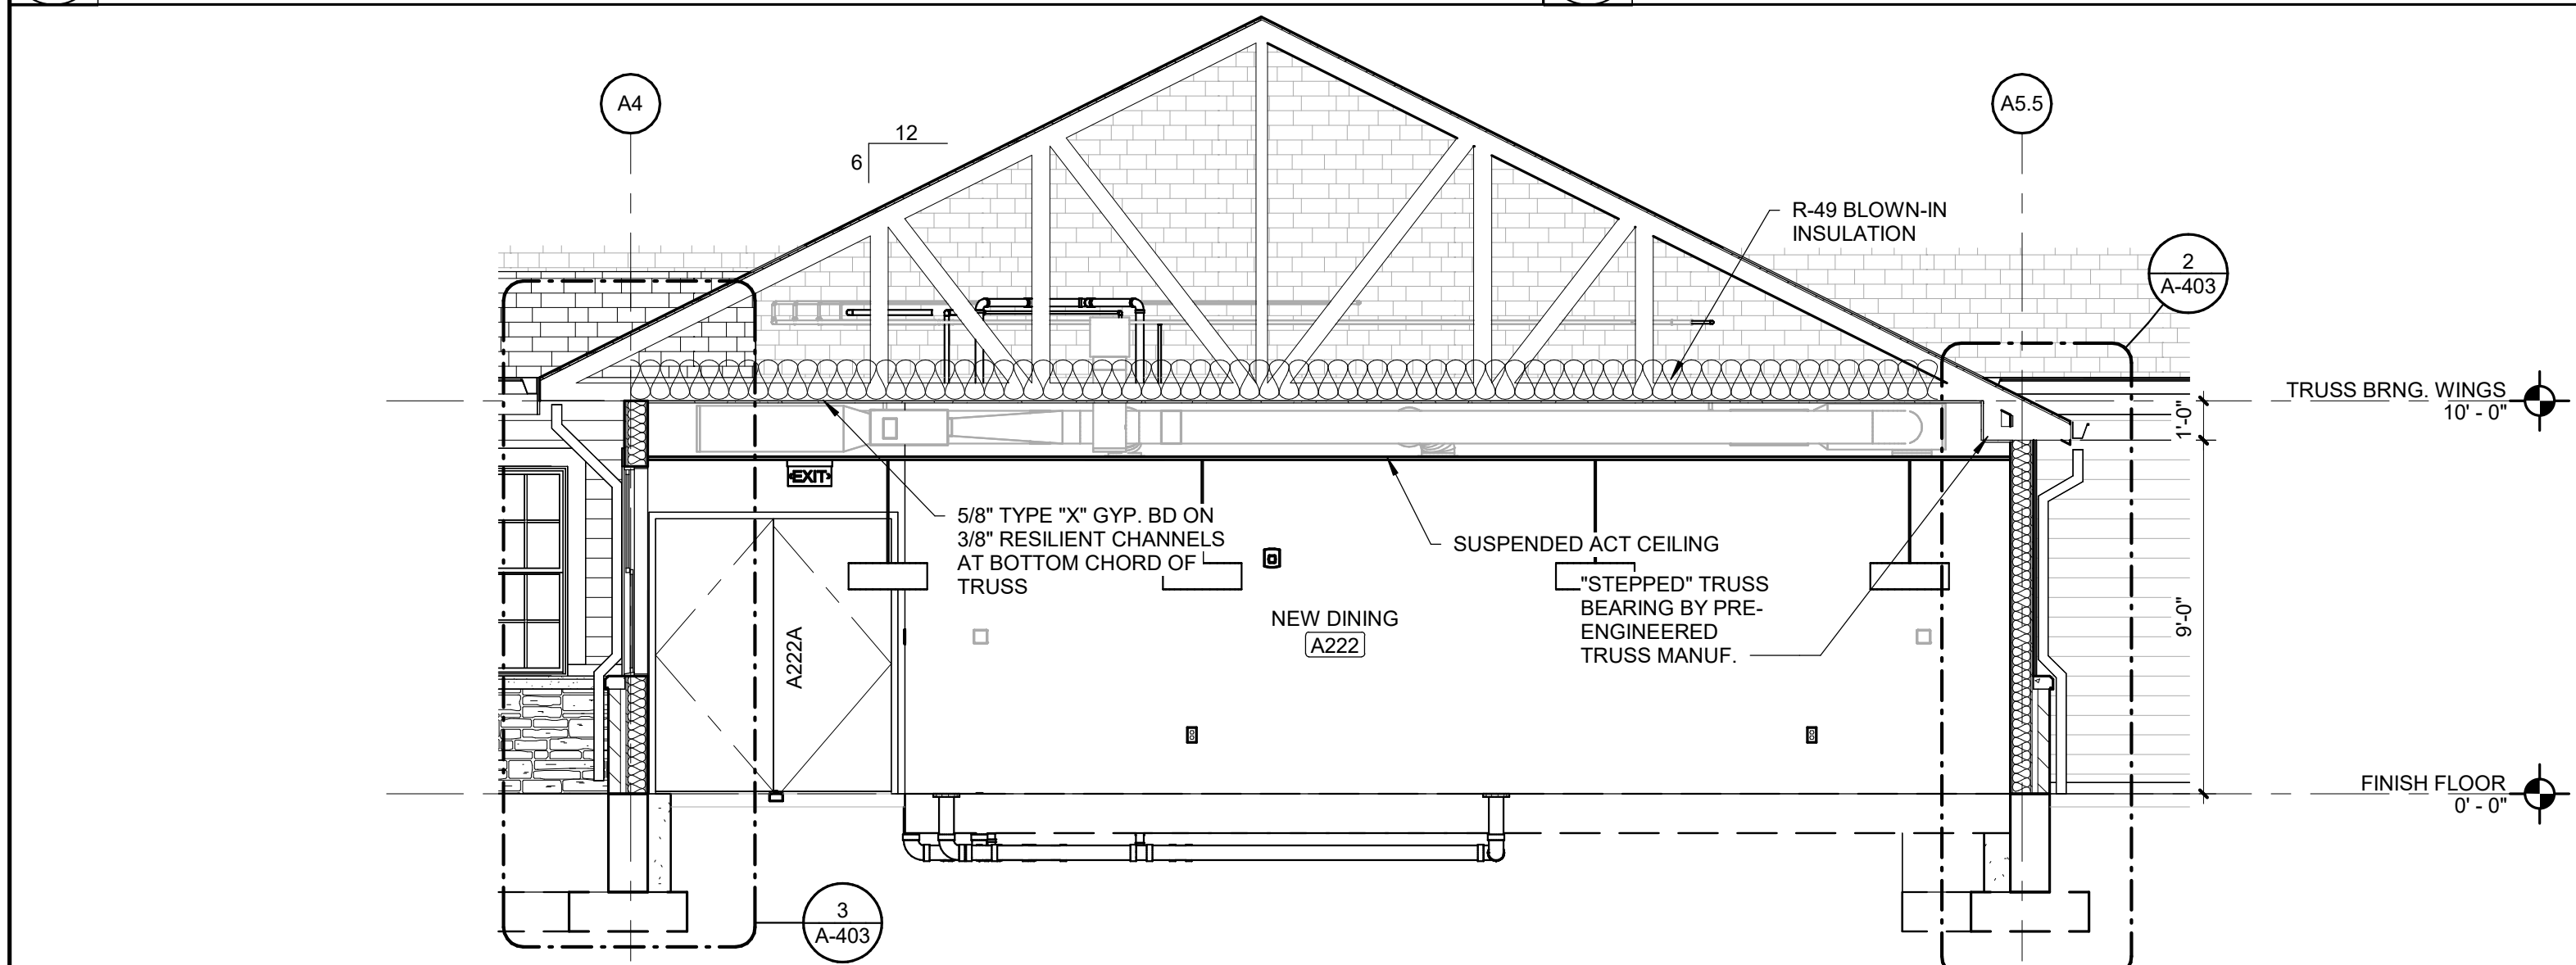 A4
A5.5
12
6
R-49 BLOWN-IN
INSULATION
2
A-403
TRUSS BRNG. WINGS
10' - 0"
1'-0"
EXIT
5/8" TYPE "X" GYP. BD ON
3/8" RESILIENT CHANNELS
AT BOTTOM CHORD OF
TRUSS
SUSPENDED ACT CEILING
"STEPPED" TRUSS
BEARING BY PRE-
ENGINEERED
TRUSS MANUF.
NEW DINING
A222
A222A
9'-0"
FINISH FLOOR
0' - 0"
3
A-403